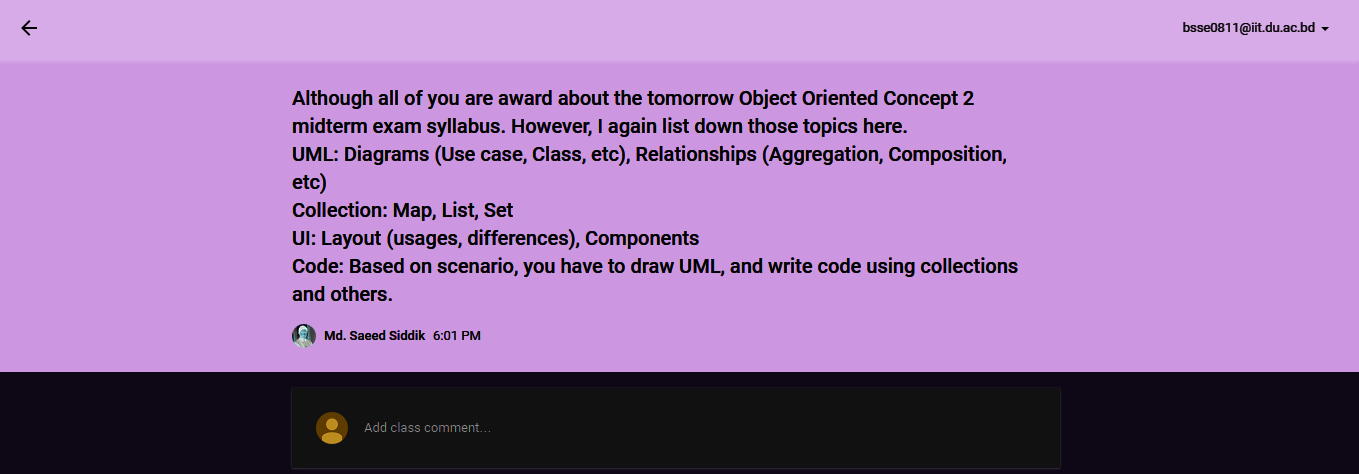 bsse0811@iit.du.ac.bd
Although all of you are award about the tomorrow Object Oriented Concept 2
midterm exam syllabus. However, I again list down those topics here.
UML: Diagrams (Use case, Class, etc), Relationships (Aggregation, Composition,
etc)
Collection: Map, List, Set
UI: Layout (usages, differences), Components
Code: Based on scenario, you have to draw UML, and write code using collections
and others.
Md. Saeed Siddik 6:01 PM
Add class comment...